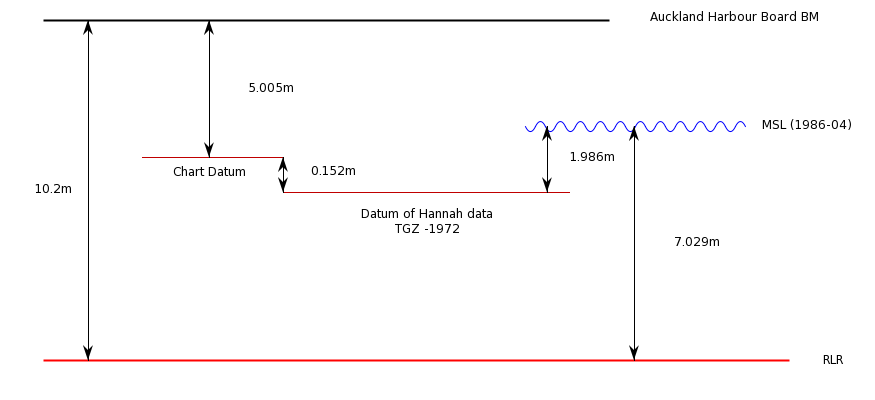 Auckland Harbour Board BM
5.005m
MSL (1986-04)
1.986m
Chart Datum
0.152m
10.2m
Datum of Hannah data
TGZ -1972
7.029m
RLR